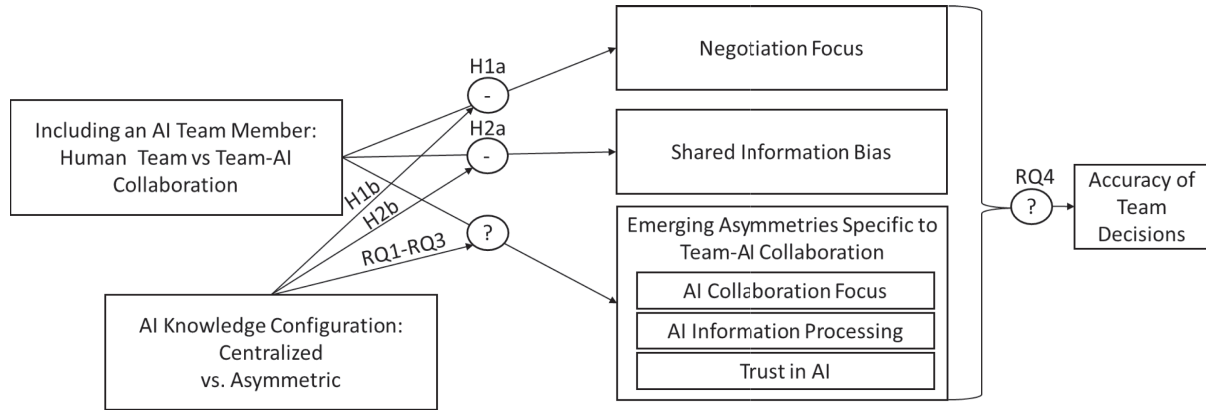 Including an AI Team Member:
Human Team vs Team-AI
Collaboration
AI Knowledge Configuration:
Centralized
vs. Asymmetric
H1a
-
H2a
-
H1b
H2b
RQ1-RQ3
?
Negotiation Focus
Shared Information Bias
Emerging Asymmetries Specific to
Team-AI Collaboration
AI Collaboration Focus
AI Information Processing
Trust in AI
RQ4
?
Accuracy of
Team
Decisions